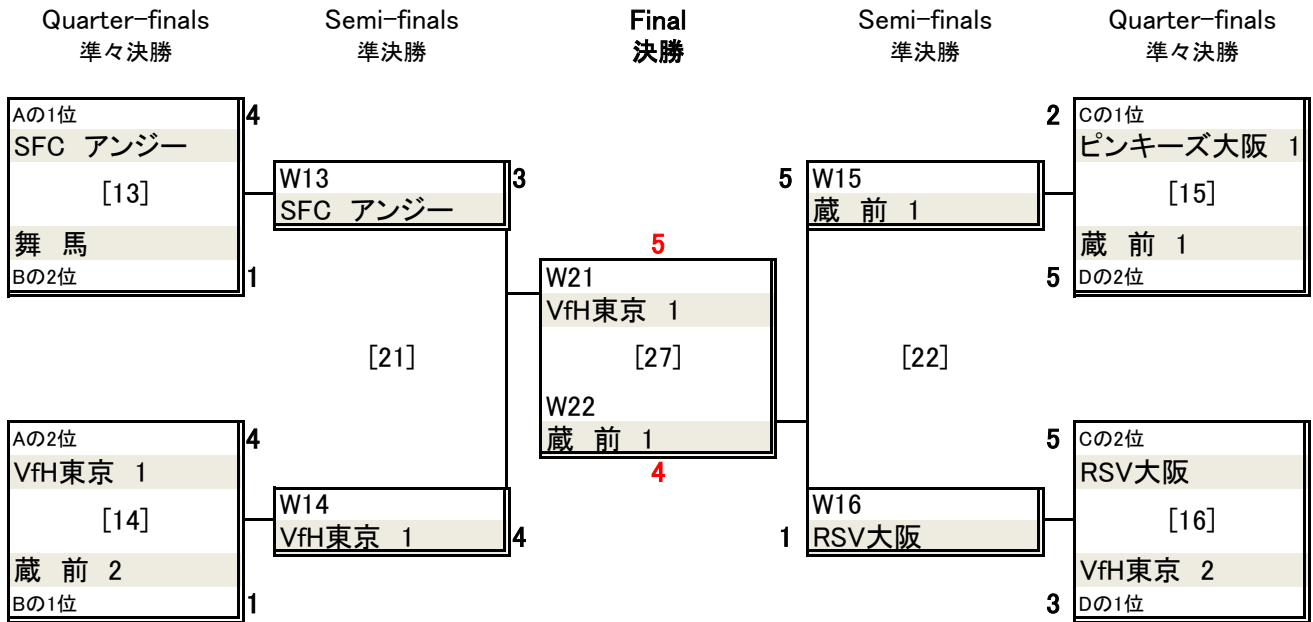 Quarter-finals
準々決勝
Semi-finals
準決勝
Final
決勝
Semi-finals
準決勝
Quarter-finals
準々決勝
Aの1位
4
SFC アンジー
[13]
舞 馬
Bの2位
1
W13
3
SFC アンジー
[21]
Aの2位
4
VfH東京 1
[14]
蔵 前 2
Bの1位
1
W14
VfH東京 1
4
5
W21
VfH東京 1
[27]
W22
蔵 前 1
4
5
W15
蔵 前 1
[22]
W16
1
RSV大阪
2
Cの1位
ピンキーズ大阪 1
[15]
蔵 前 1
5
Dの2位
5
Cの2位
RSV大阪
[16]
VfH東京 2
3
Dの1位